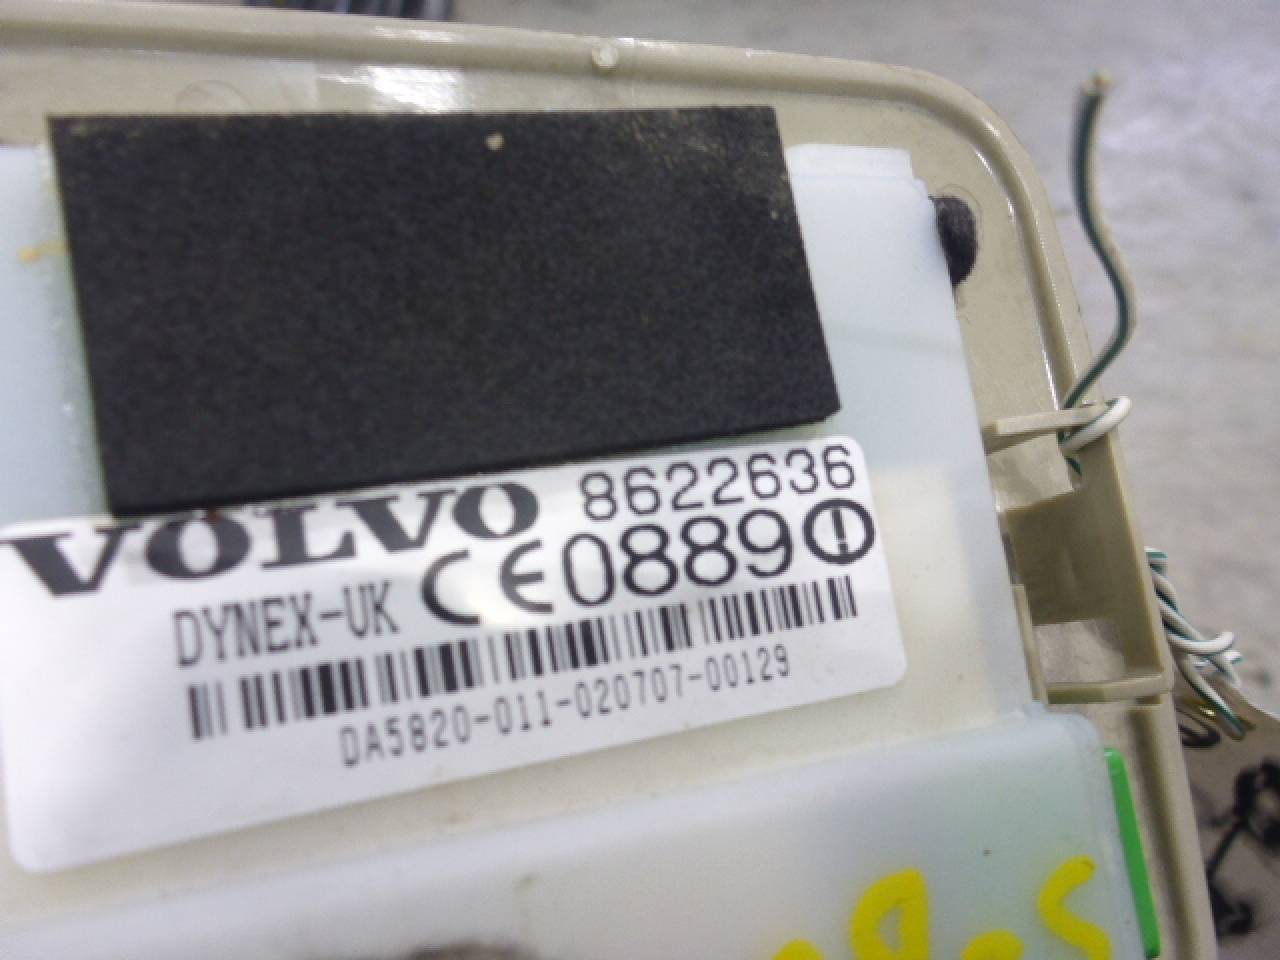 VOLVO 8622636
CE0889
DYNEX-UK
DA5820-011-020707-00129